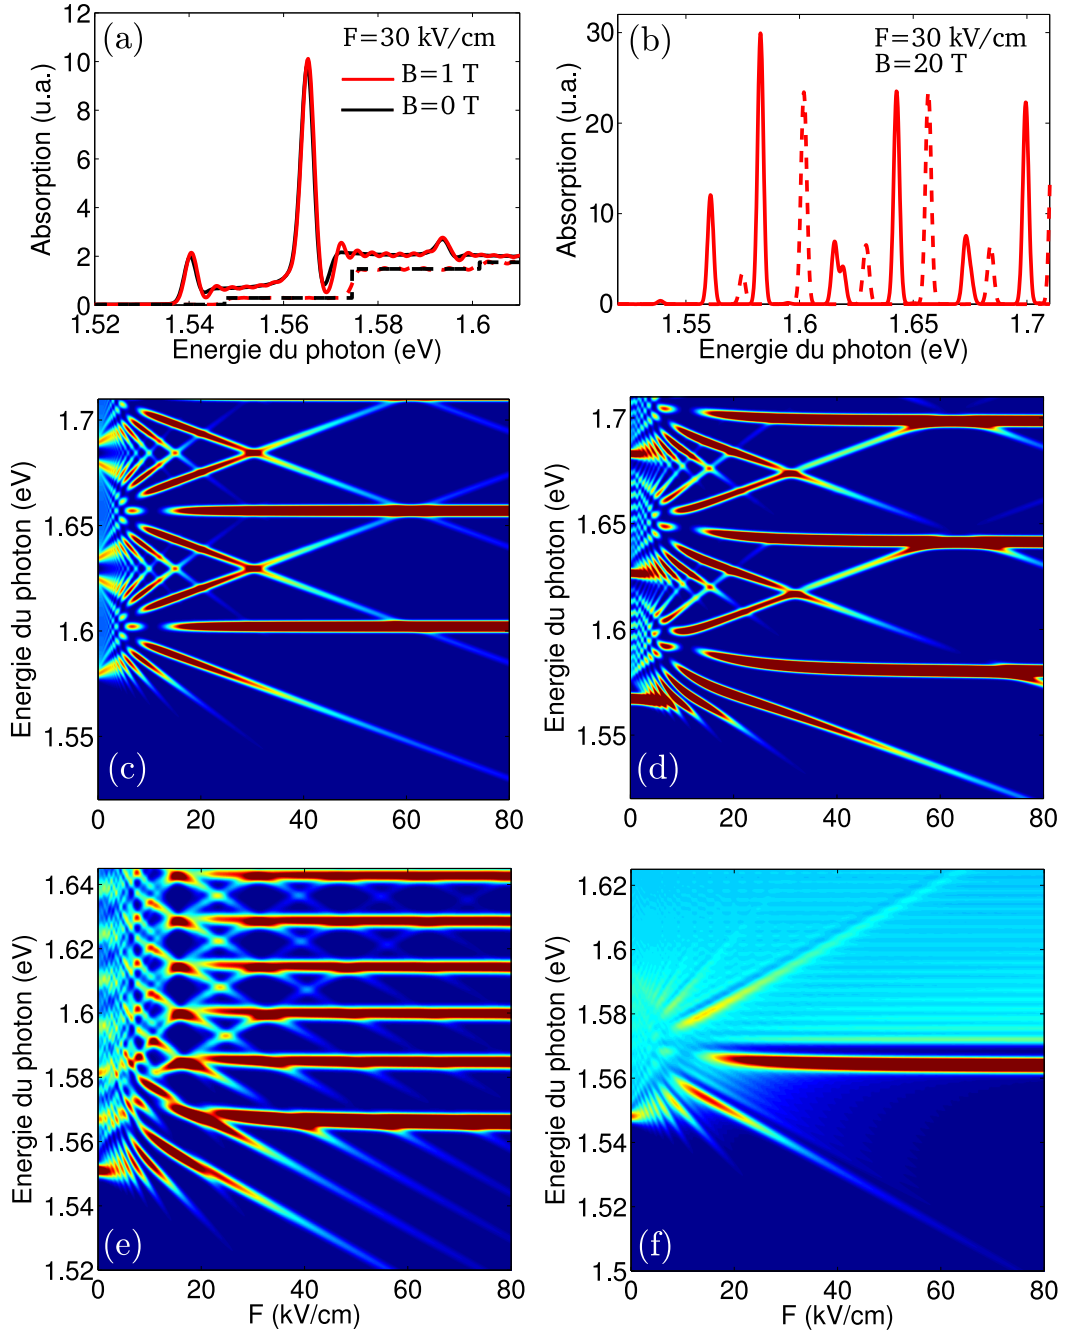 (a)
F=30 kV/cm
B=1 T
B=0 T
12
10
8
6
4
2
0
Absorption (u.a.)
1.52
1.54
1.56
1.58
1.6
Energie du photon (eV)
(b)
F=30 kV/cm
B=20 T
30
20
10
0
Absorption (u.a.)
1.55
1.6
1.65
1.7
Energie du photon (eV)
1.7
1.65
1.6
1.55
Energie du photon (eV)
(c)
0
20
40
60
80
1.7
1.65
1.6
1.55
Energie du photon (eV)
(d)
0
20
40
60
80
1.64
1.62
1.6
1.58
1.56
1.54
1.52
Energie du photon (eV)
(e)
0
20
40
60
80
F (kV/cm)
1.62
1.6
1.58
1.56
1.54
1.52
1.5
Energie du photon (eV)
(f)
0
20
40
60
80
F (kV/cm)